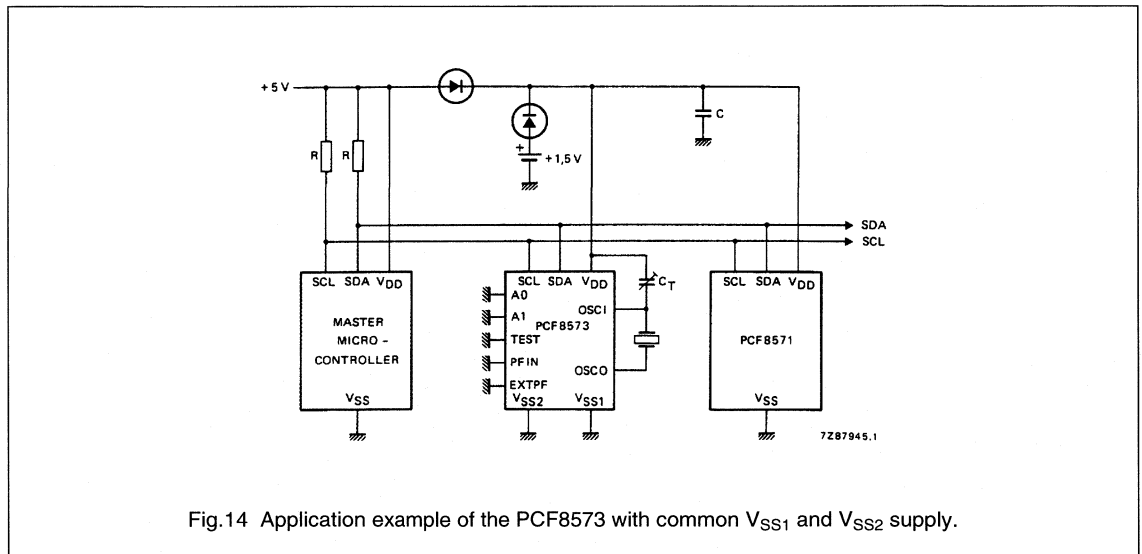 +5V
C
+
+1,5V
R
R
SDA
SCL
SCL SDA VDD
SCL SDA VDD
CT
SCL SDA VDD
A0
OSCI
A1
PCF8573
MASTER
MICRO-
CONTROLLER
TEST
PCF8571
PFIN
OSCO
EXTPF
VSS
VSS2 VSS1
VSS
7Z87945.1
Fig.14 Application example of the PCF8573 with common VSS1 and VSS2 supply.